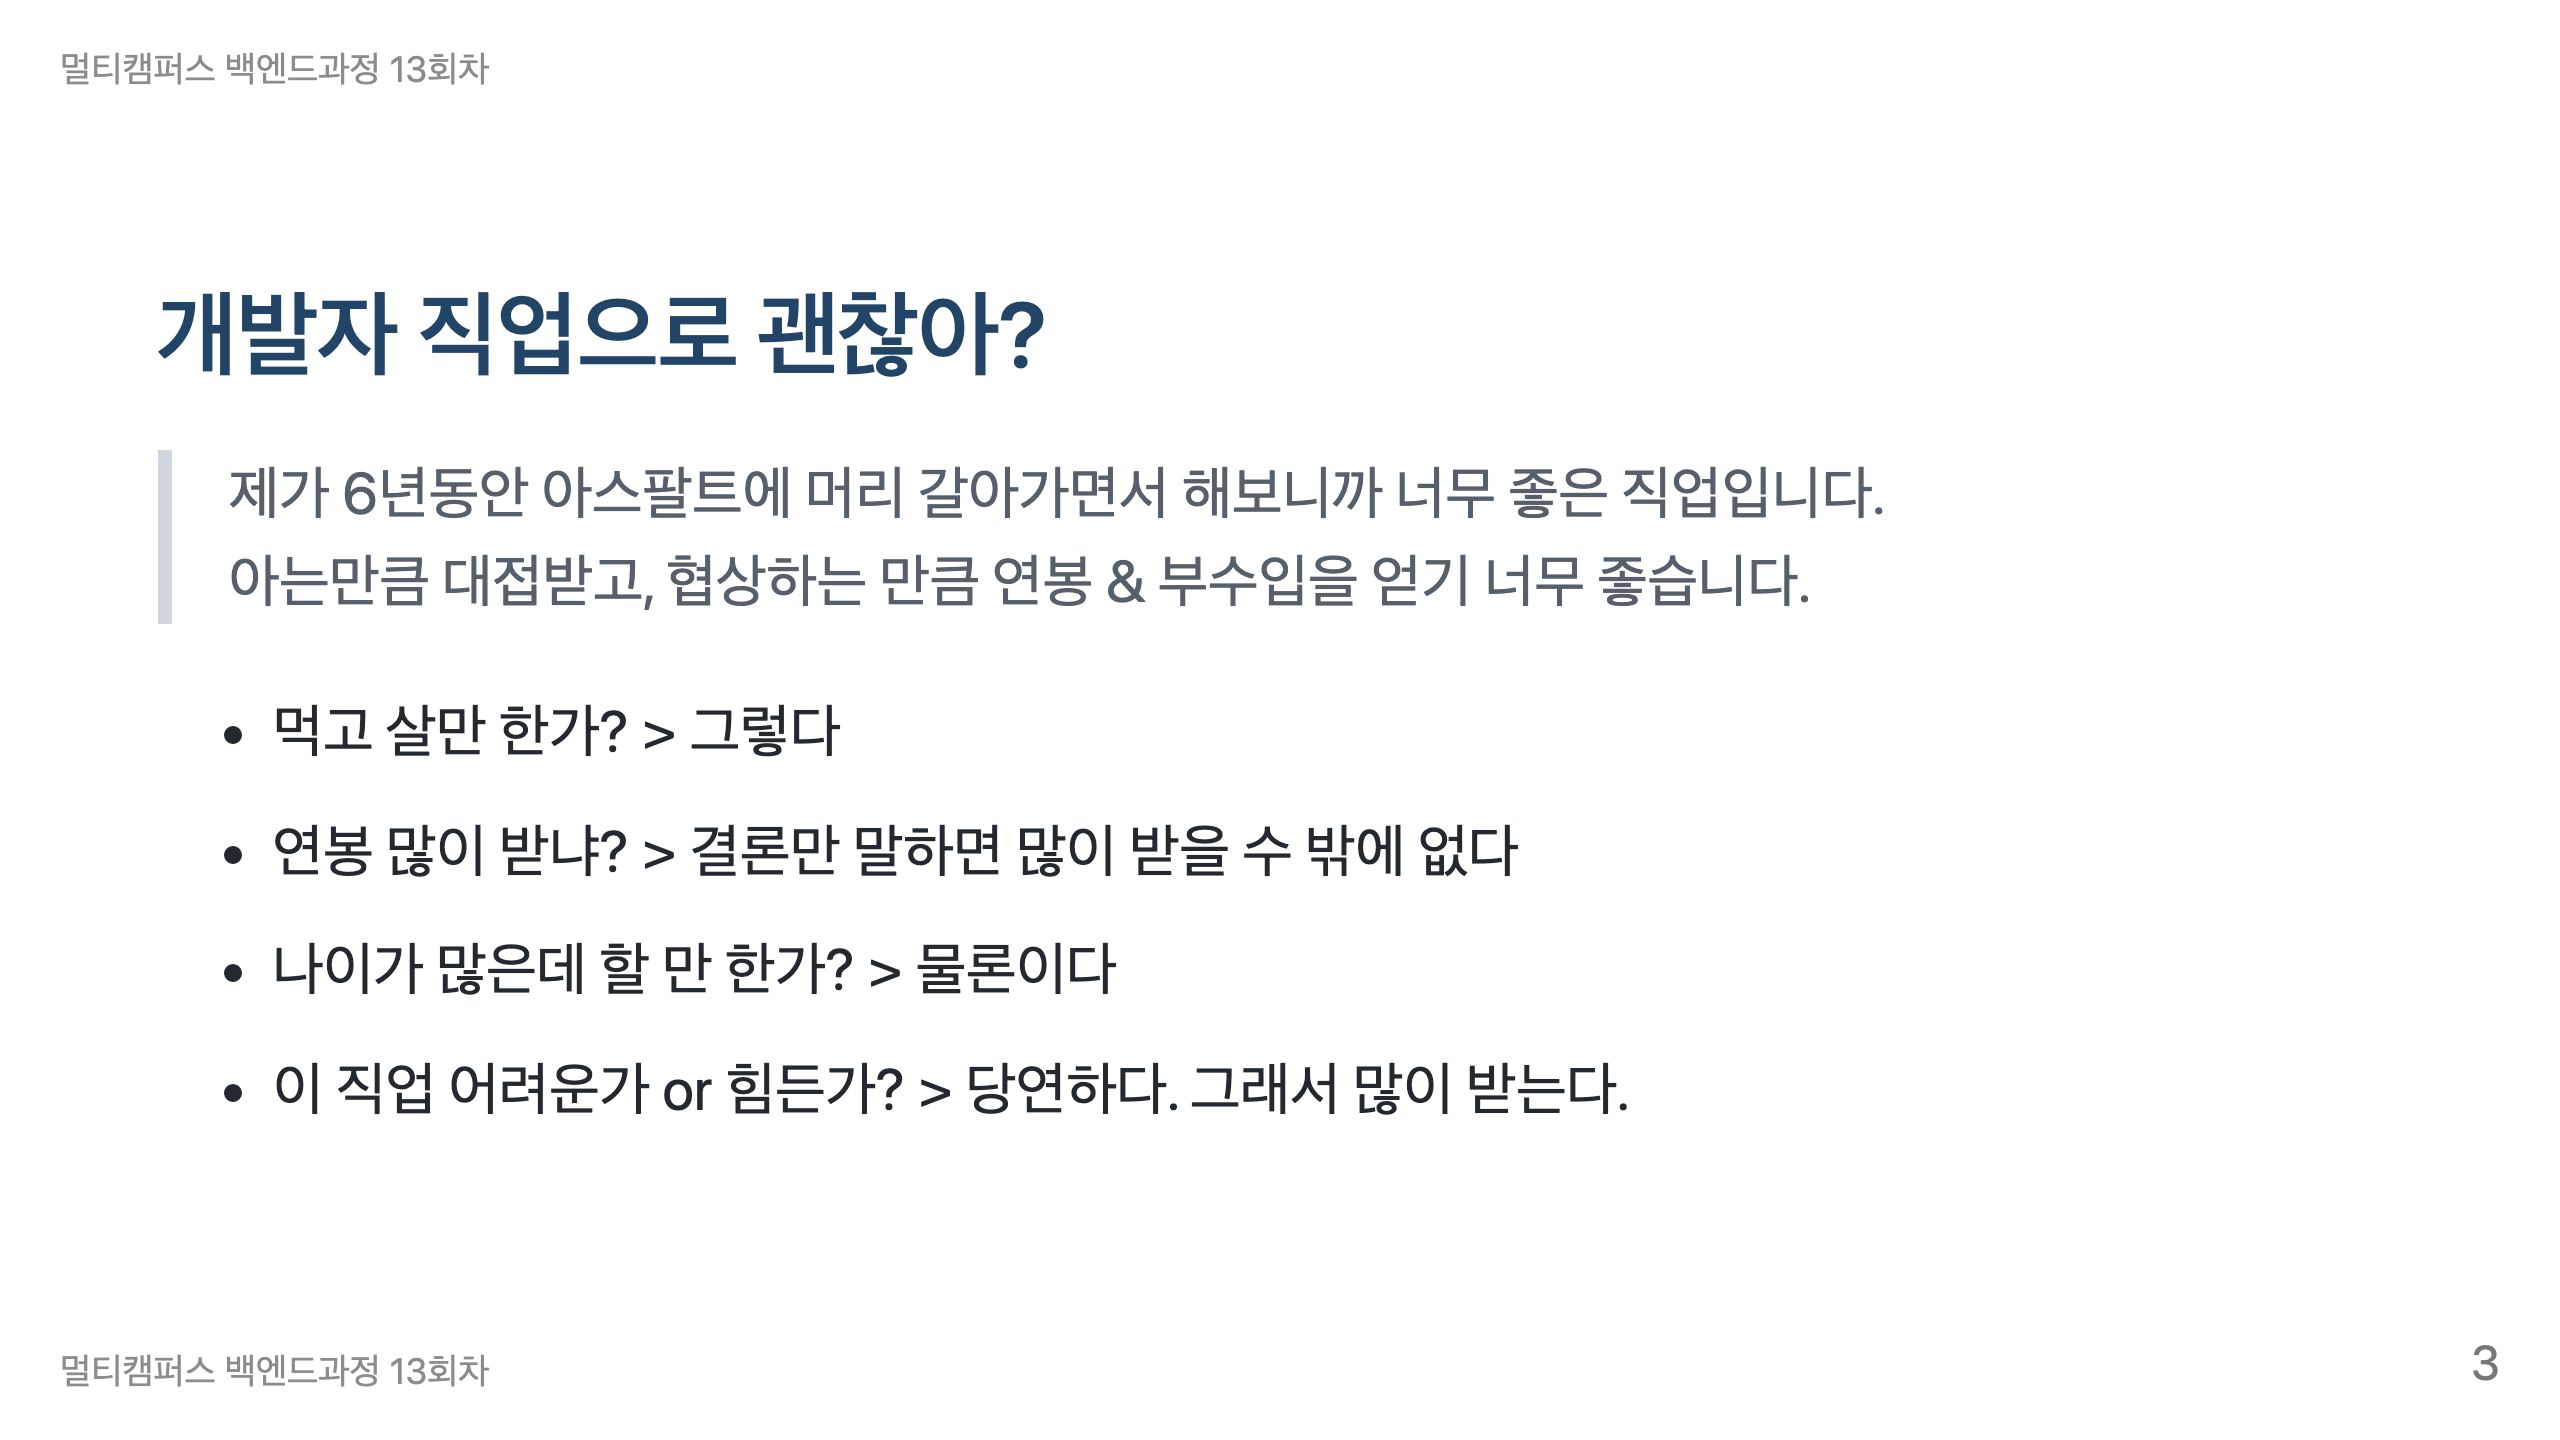 멀티캠퍼스 백엔드과정 13회차
개발자 직업으로 괜찮아?
제가 6년동안 아스팔트에 머리 갈아가면서 해보니까 너무 좋은 직업입니다.
아는만큼 대접받고, 협상하는 만큼 연봉 & 부수입을 얻기 너무 좋습니다.
• 먹고 살만 한가? > 그렇다
• 연봉 많이 받냐? > 결론만 말하면 많이 받을 수 밖에 없다
• 나이가 많은데 할 만 한가? > 물론이다
• 이 직업 어려운가 or 힘든가? > 당연하다. 그래서 많이 받는다.
멀티캠퍼스 백엔드과정 13회차
3